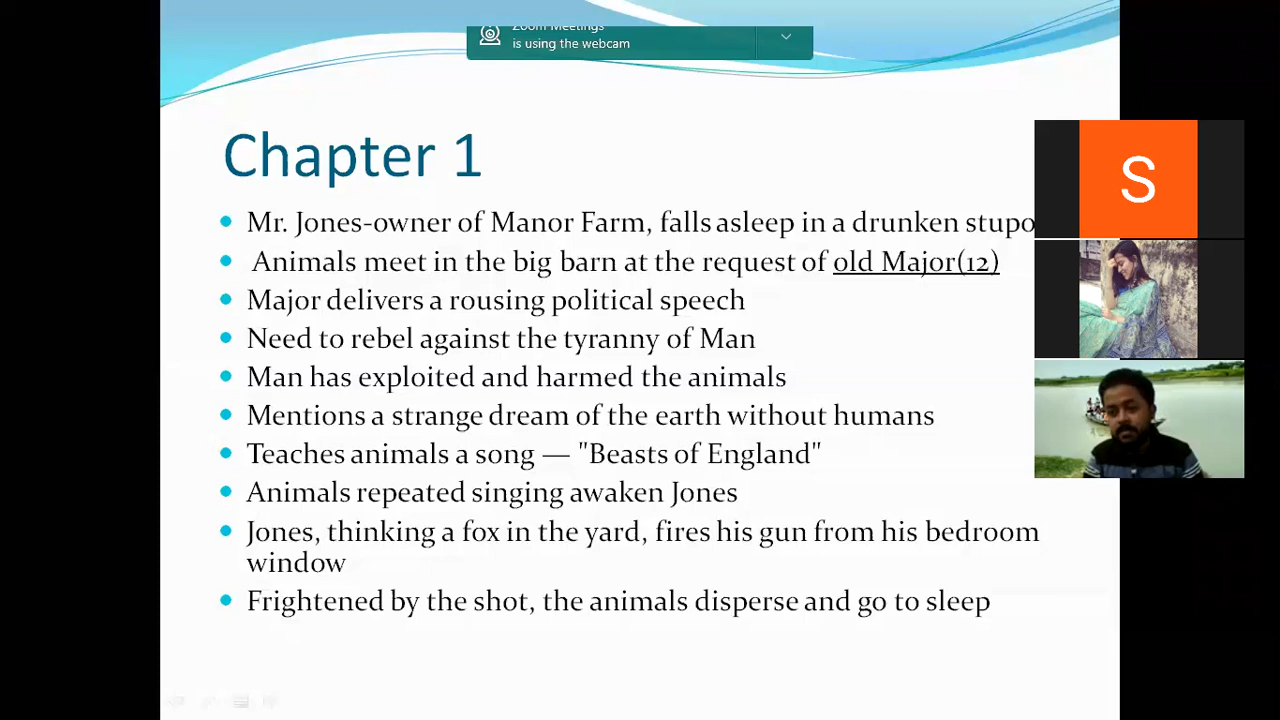 Zoom Meetings
is using the webcam
Chapter 1
Mr. Jones-owner of Manor Farm, falls asleep in a drunken stupo
S
Animals meet in the big barn at the request of old Major(12)
Major delivers a rousing political speech
Need to rebel against the tyranny of Man
Man has exploited and harmed the animals
Mentions a strange dream of the earth without humans
Teaches animals a song — "Beasts of England"
Animals repeated singing awaken Jones
Jones, thinking a fox in the yard, fires his gun from his bedroom
window
Frightened by the shot, the animals disperse and go to sleep